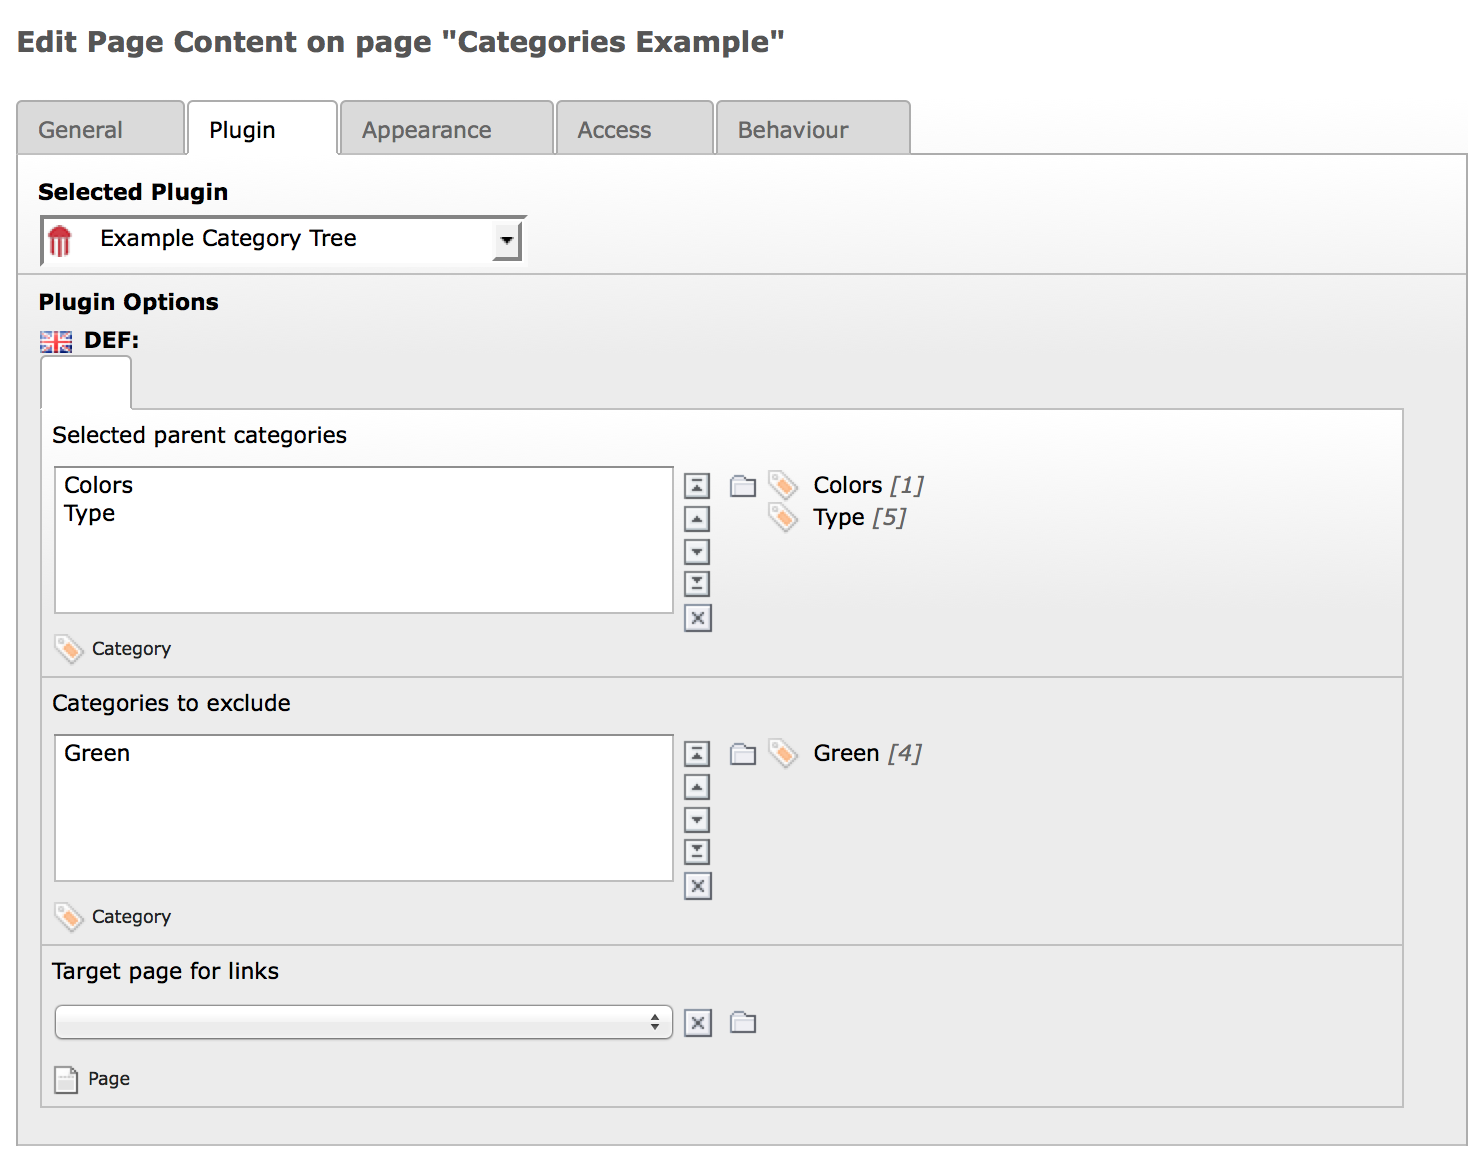 Edit Page Content on page "Categories Example"
General Plugin Appearance Access Behaviour
Selected Plugin
Example Category Tree
Plugin Options
DEF:
Selected parent categories
Colors
Type
Colors [1]
Type [5]
Category
Categories to exclude
Green
Green [4]
Category
Target page for links
Page